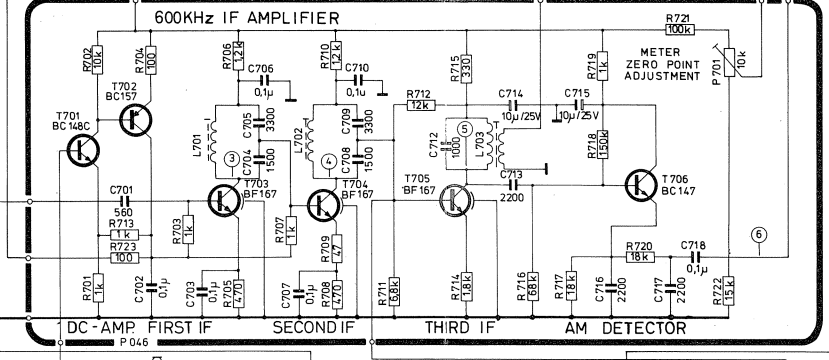 600KHz IF AMPLIFIER
R702
10k
R704
100
T702
BC157
T701
BC148C
R706
1,2k
C706
0,1µ
C705
3300
L701
C704
1500
3
T703
BF167
R710
1,2k
C710
0,1µ
C709
3300
L702
C708
1500
4
T704
BF167
R712
12k
R715
330
C714
10µ/25V
C715
10µ/25V
C712
1000
5
L703
T705
BF167
C713
2200
R719
1k
R718
150k
METER
ZERO POINT
ADJUSTMENT
R721
100k
P701
10k
T706
BC147
C701
560
R713
1k
R723
100
R703
1k
R707
1k
R709
47
R701
1k
C702
0,1µ
C703
0,1µ
R705
470
C707
0,1µ
R708
470
R711
6,8k
R714
1,8k
R716
68k
R717
18k
C716
2200
R720
18k
C718
0,1µ
C717
2200
6
R722
15k
DC-AMP. FIRST IF
SECOND IF
THIRD IF
AM DETECTOR
P046